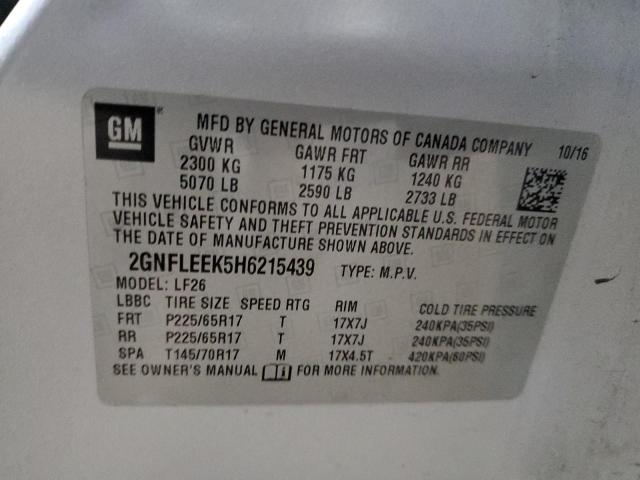 GM
MFD BY GENERAL MOTORS OF CANADA COMPANY 10/16
GVWR GAWR FRT GAWR RR
2300 KG 1175 KG 1240 KG
5070 LB 2590 LB 2733 LB
THIS VEHICLE CONFORMS TO ALL APPLICABLE U.S. FEDERAL MOTOR
VEHICLE SAFETY AND THEFT PREVENTION STANDARDS IN EFFECT ON
THE DATE OF MANUFACTURE SHOWN ABOVE.
2GNFLEEK5H6215439 TYPE: M.P.V.
MODEL: LF26
LBBC TIRE SIZE SPEED RTG RIM COLD TIRE PRESSURE
FRT P225/65R17 T 17X7J 240KPA(35PSI)
RR P225/65R17 T 17X7J 240KPA(35PSI)
SPA T145/70R17 M 17X4.5T 420KPA(60PSI)
SEE OWNER'S MANUAL FOR MORE INFORMATION.